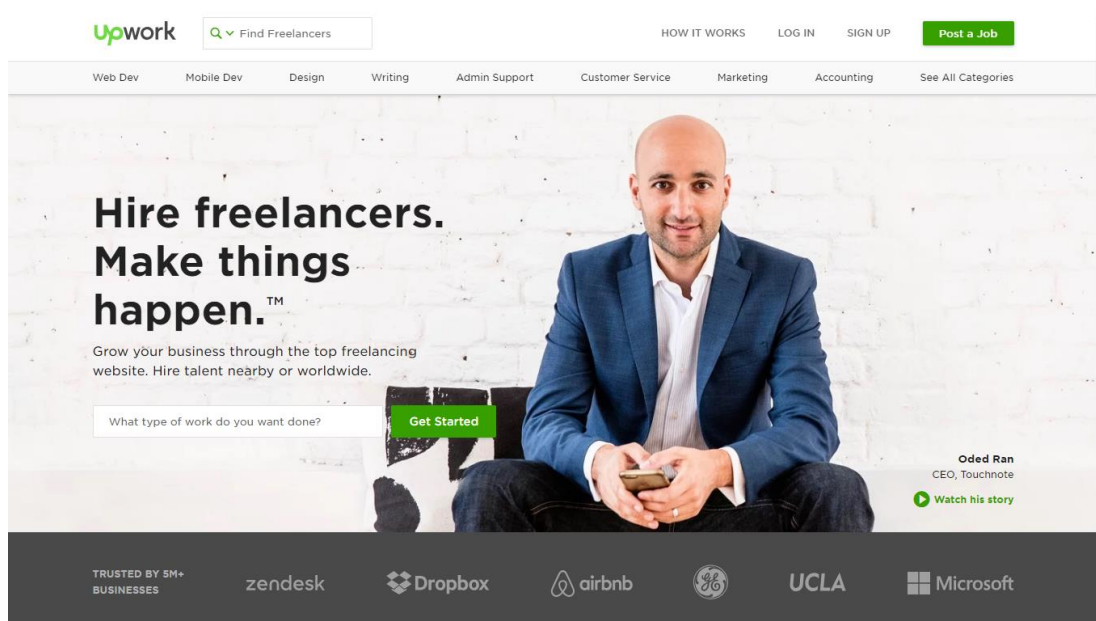 Upwork
Find Freelancers
HOW IT WORKS
LOG IN
SIGN UP
Post a Job
Web Dev
Mobile Dev
Design
Writing
Admin Support
Customer Service
Marketing
Accounting
See All Categories
Hire freelancers.
Make things
happen.™
Grow your business through the top freelancing
website. Hire talent nearby or worldwide.
What type of work do you want done?
Get Started
Oded Ran
CEO, Touchnote
Watch his story
TRUSTED BY 5M+
BUSINESSES
zendesk
Dropbox
airbnb
GE
UCLA
Microsoft